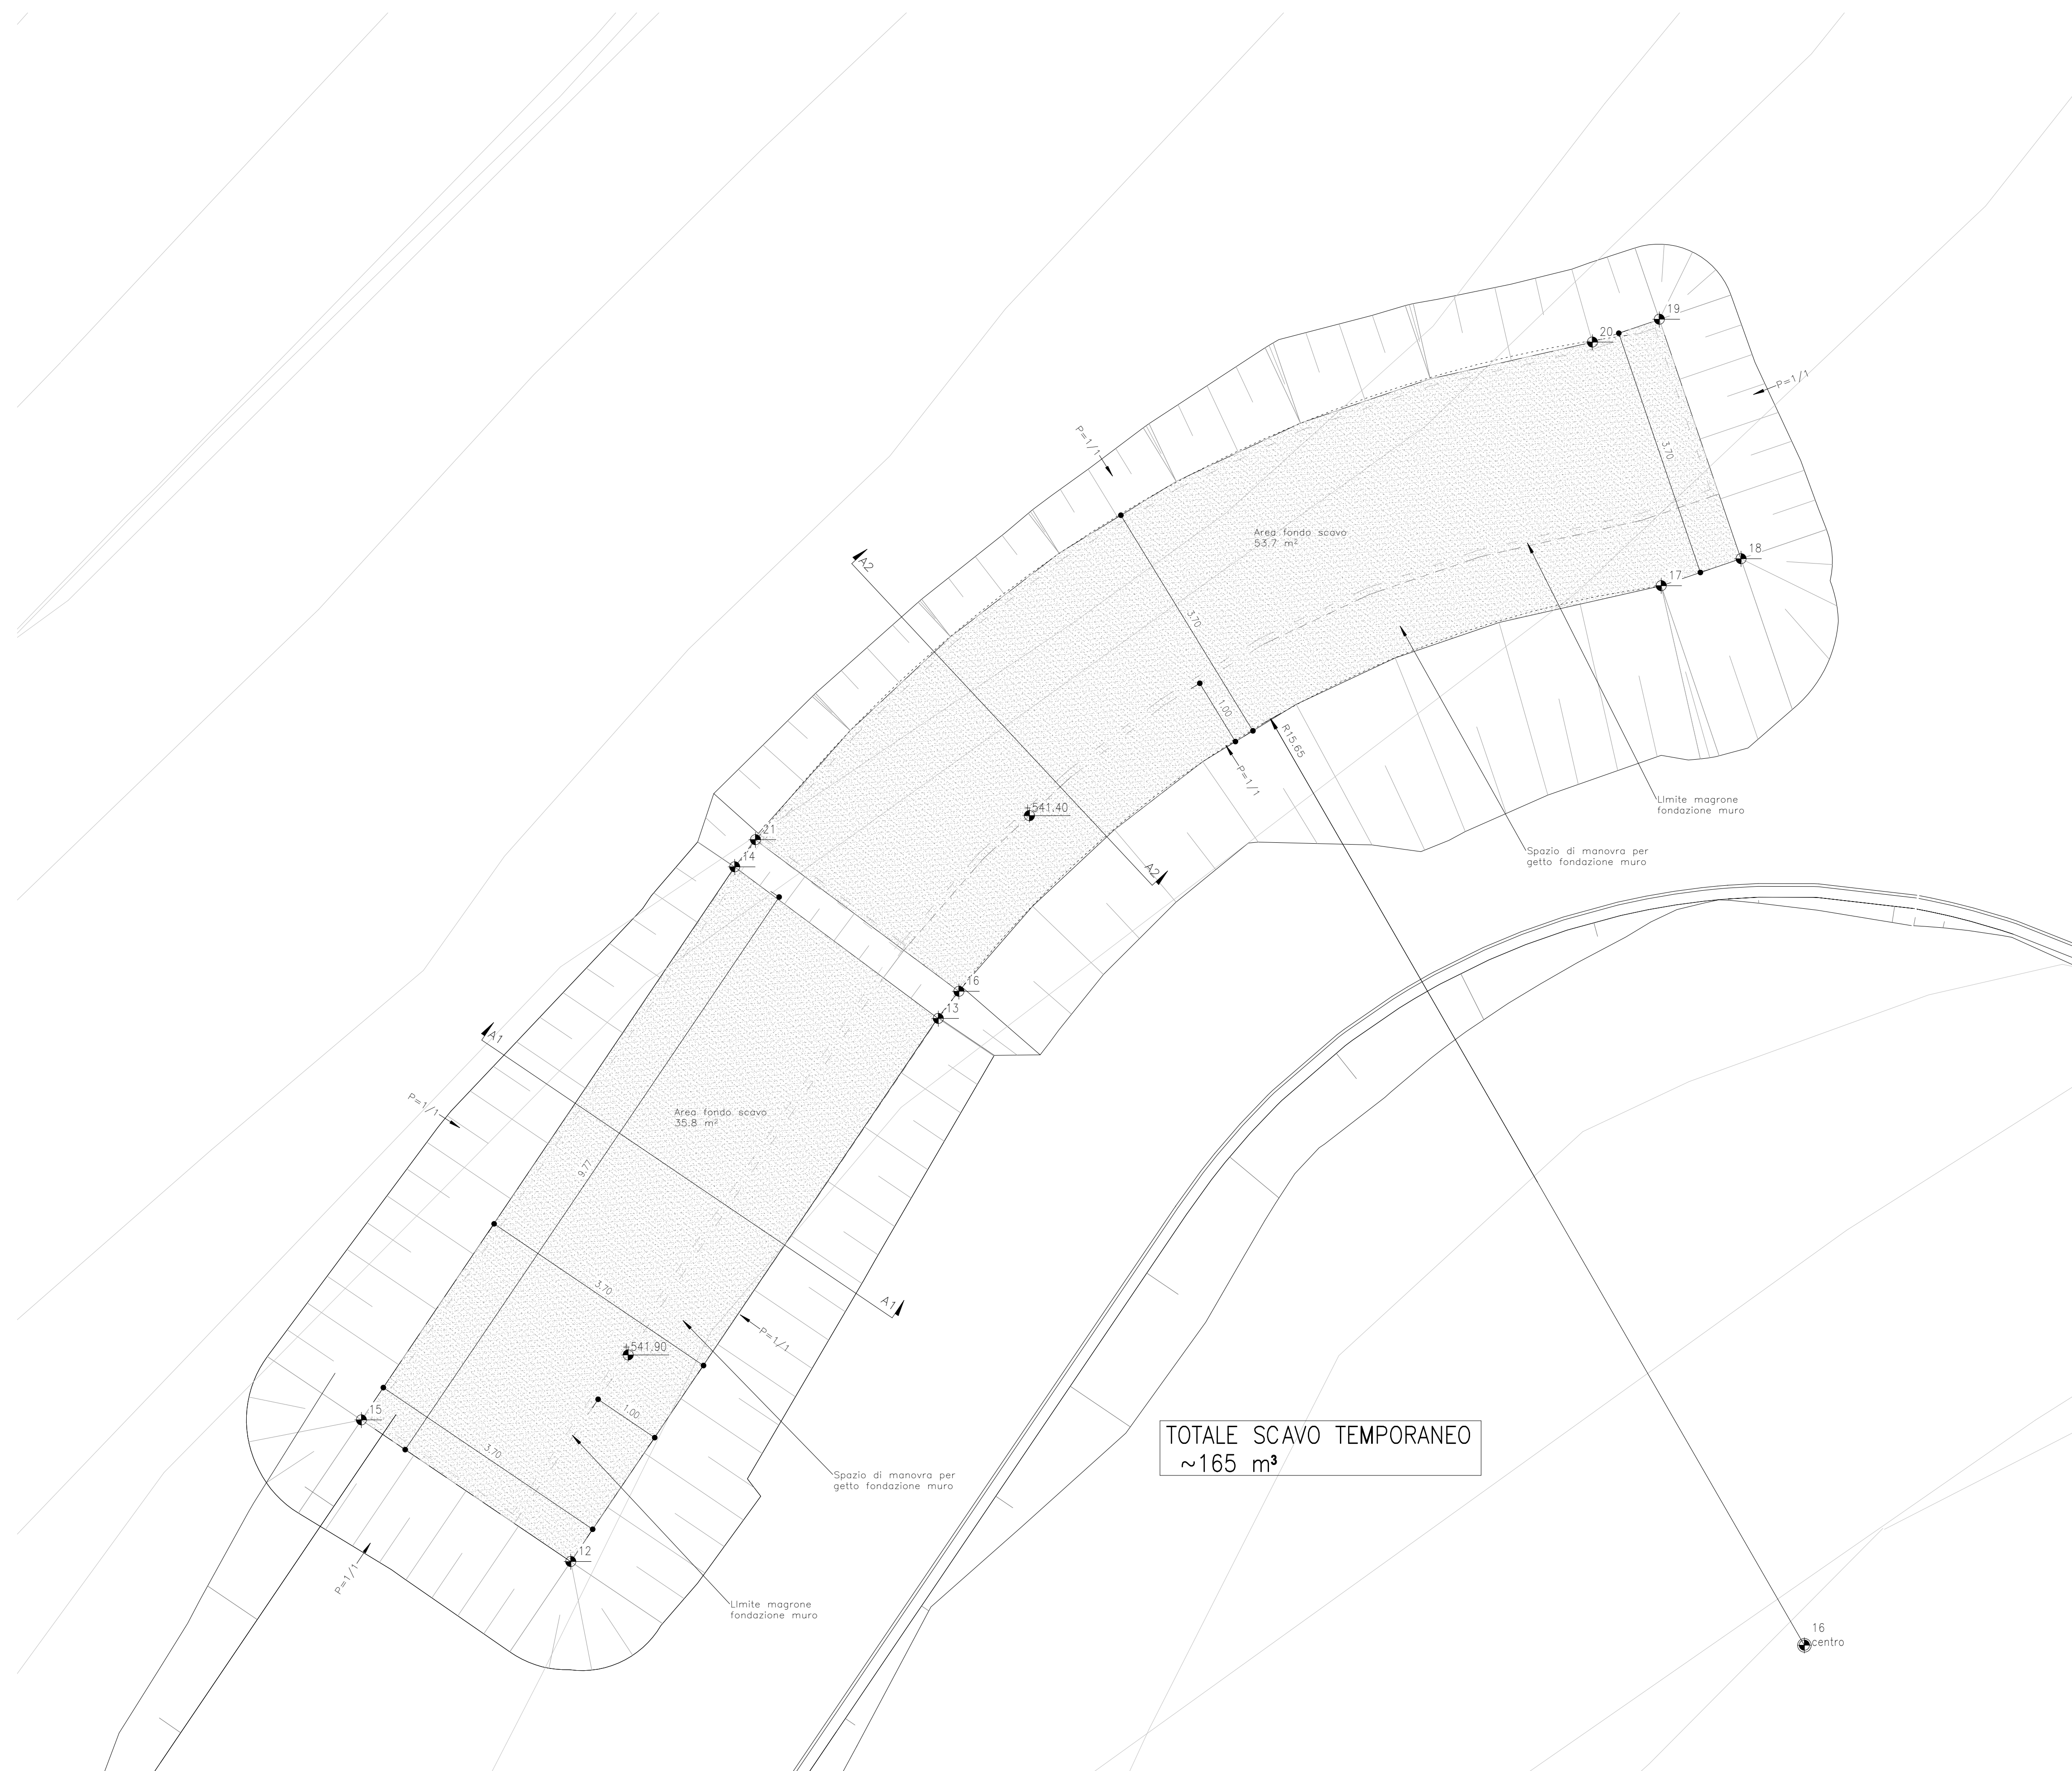 19
20
P=1/1
P=1/1
3.70
Area fondo scavo
53.7 m²
18
A2
17
3.70
1.00
R15.65
P=1/1
LImite magrone
fondazione muro
+541.40
21
Spazio di manovra per
getto fondazione muro
14
A2
16
13
A1
P=1/1
Area fondo scavo
35.8 m²
9.77
3.70
A1
P=1/1
+541.90
15
1.00
3.70
TOTALE SCAVO TEMPORANEO
~165 m³
Spazio di manovra per
getto fondazione muro
12
P=1/1
LImite magrone
fondazione muro
16
centro